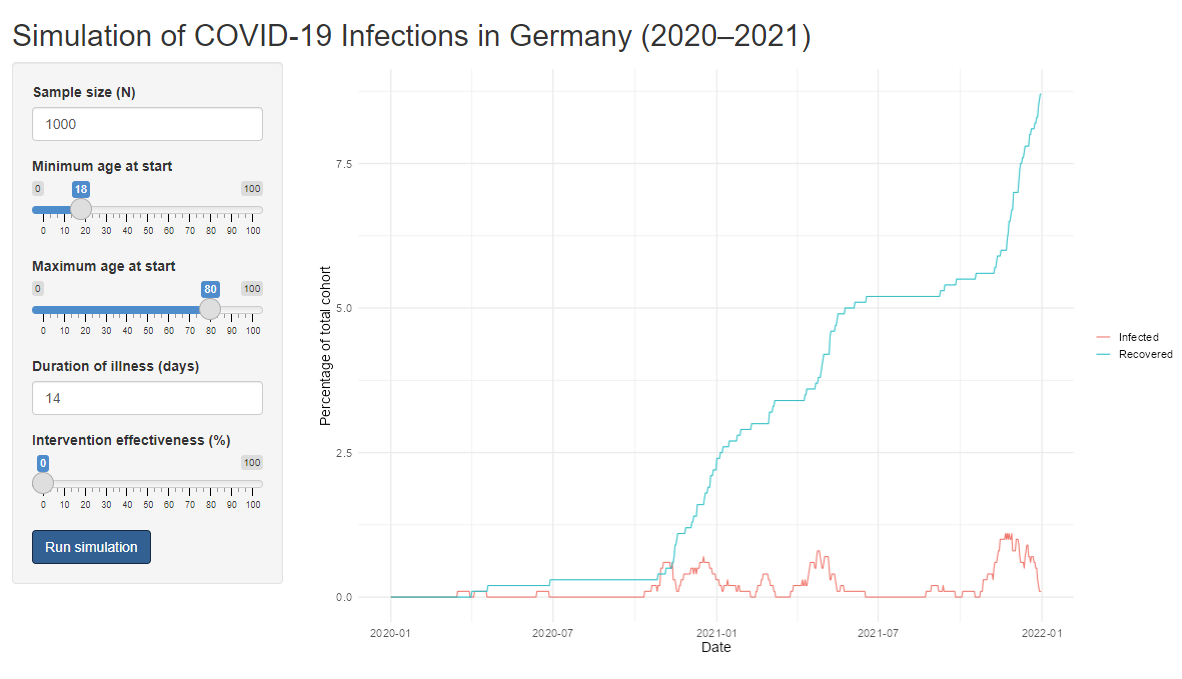 Simulation of COVID-19 Infections in Germany (2020–2021)
Sample size (N)
1000
Minimum age at start
0 18 100
0 10 20 30 40 50 60 70 80 90 100
Maximum age at start
0 80 100
0 10 20 30 40 50 60 70 80 90 100
Duration of illness (days)
14
Intervention effectiveness (%)
0 100
0 10 20 30 40 50 60 70 80 90 100
Run simulation
Percentage of total cohort
7.5
5.0
2.5
0.0
2020-01 2020-07 2021-01 2021-07 2022-01
Date
Infected
Recovered